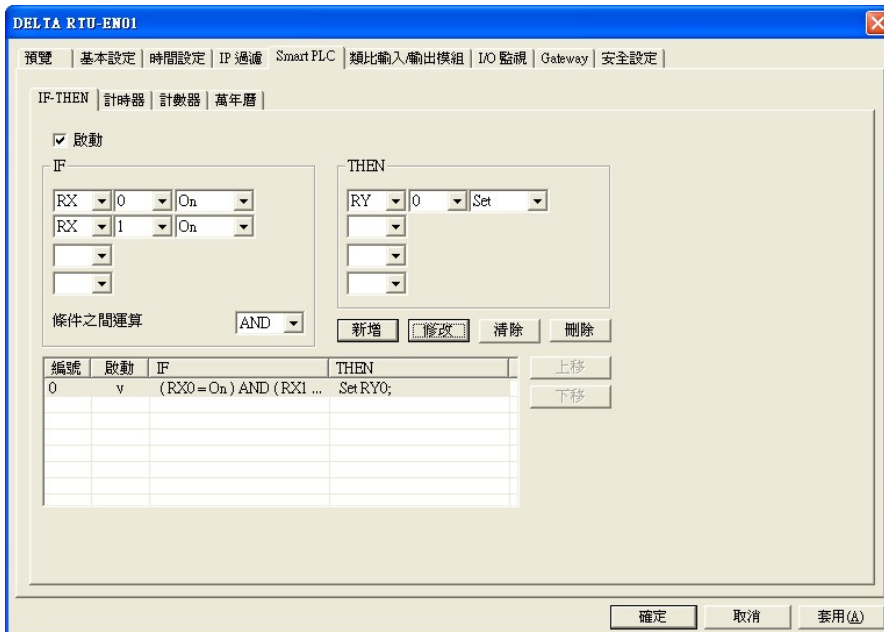 DELTA RTU-EN01
預覽 基本設定 時間設定 IP 過濾 Smart PLC 類比輸入/輸出模組 I/O 監視 Gateway 安全設定
IF-THEN 計時器 計數器 萬年曆
啟動
IF THEN
RX 0 On RY 0 Set
RX 1 On
條件之間運算 AND 新增 修改 清除 刪除
編號 啟動 IF THEN 上移
0 v (RX0=On) AND (RX1 ... Set RY0;
下移
確定 取消 套用(A)